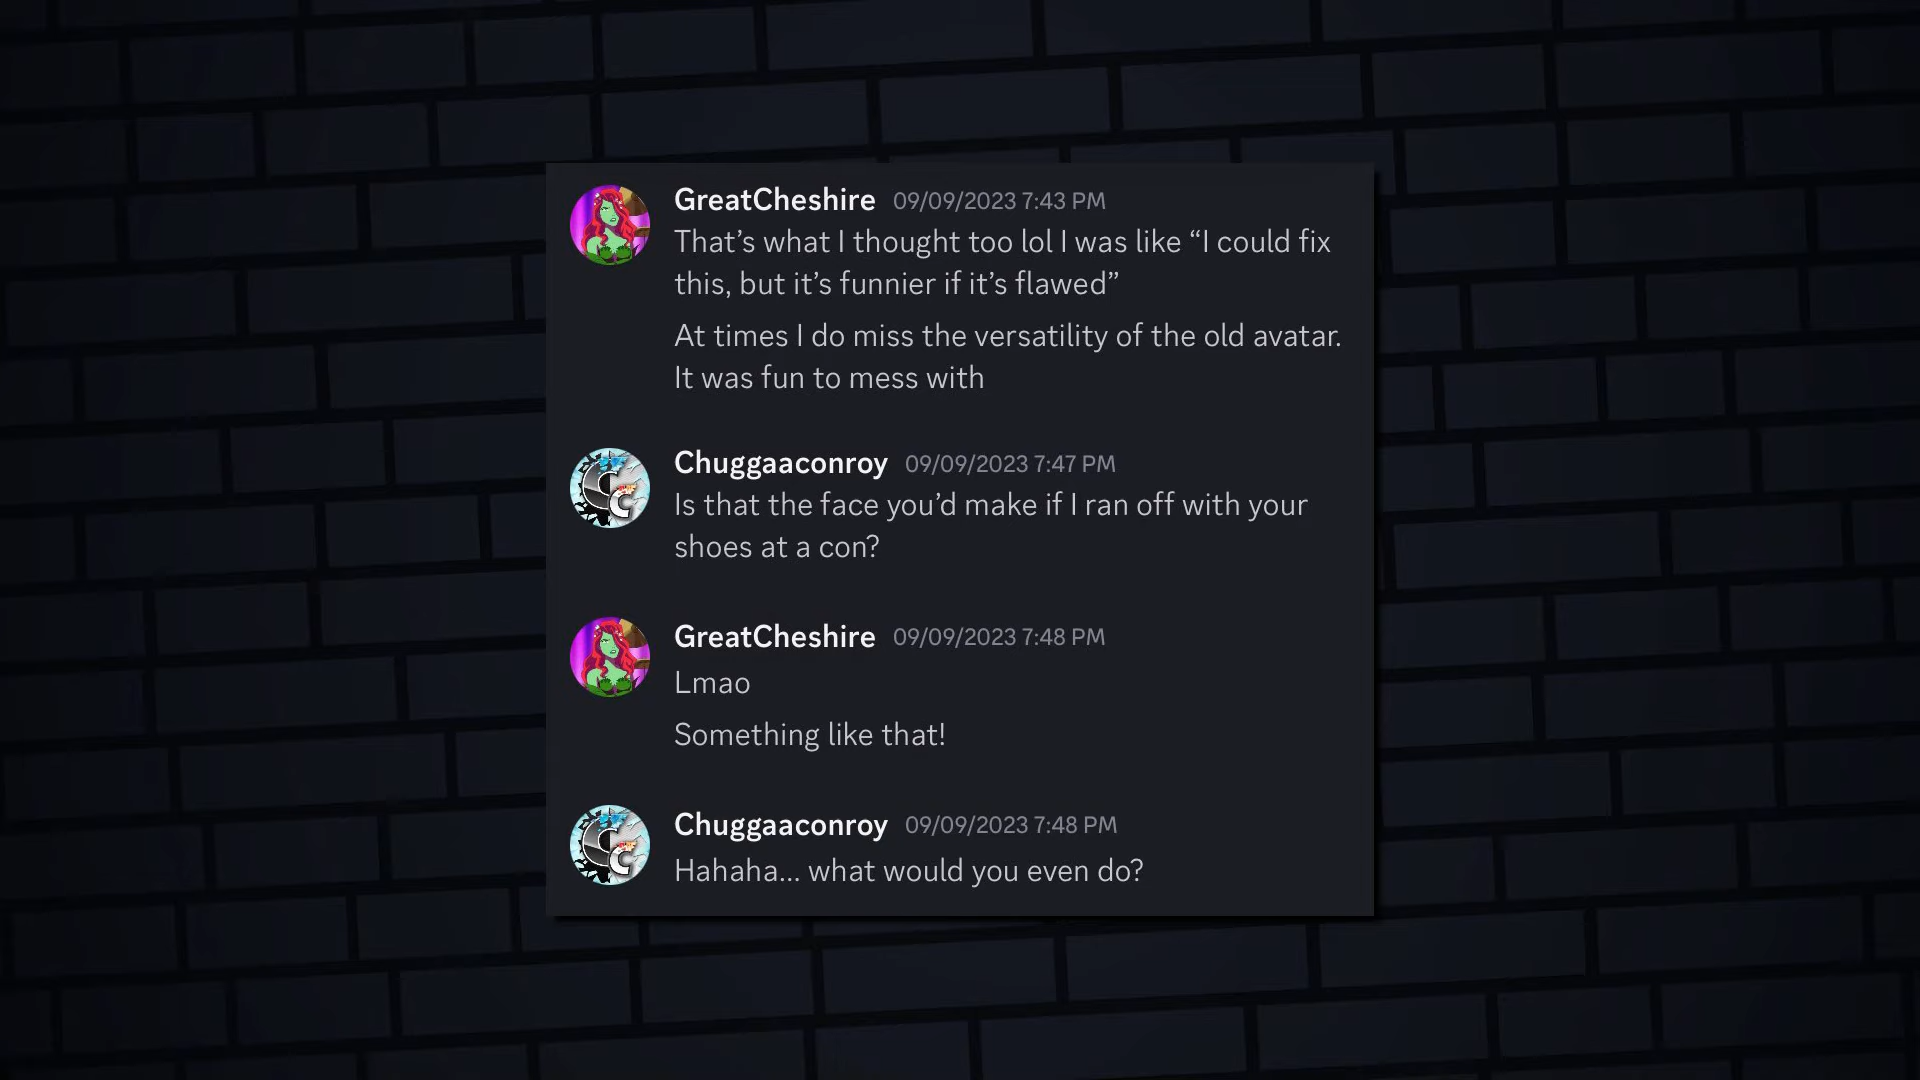 GreatCheshire 09/09/2023 7:43 PM
That’s what I thought too lol I was like “I could fix
this, but it’s funnier if it’s flawed”
At times I do miss the versatility of the old avatar.
It was fun to mess with
Chuggaaconroy 09/09/2023 7:47 PM
Is that the face you’d make if I ran off with your
shoes at a con?
GreatCheshire 09/09/2023 7:48 PM
Lmao
Something like that!
Chuggaaconroy 09/09/2023 7:48 PM
Hahaha... what would you even do?